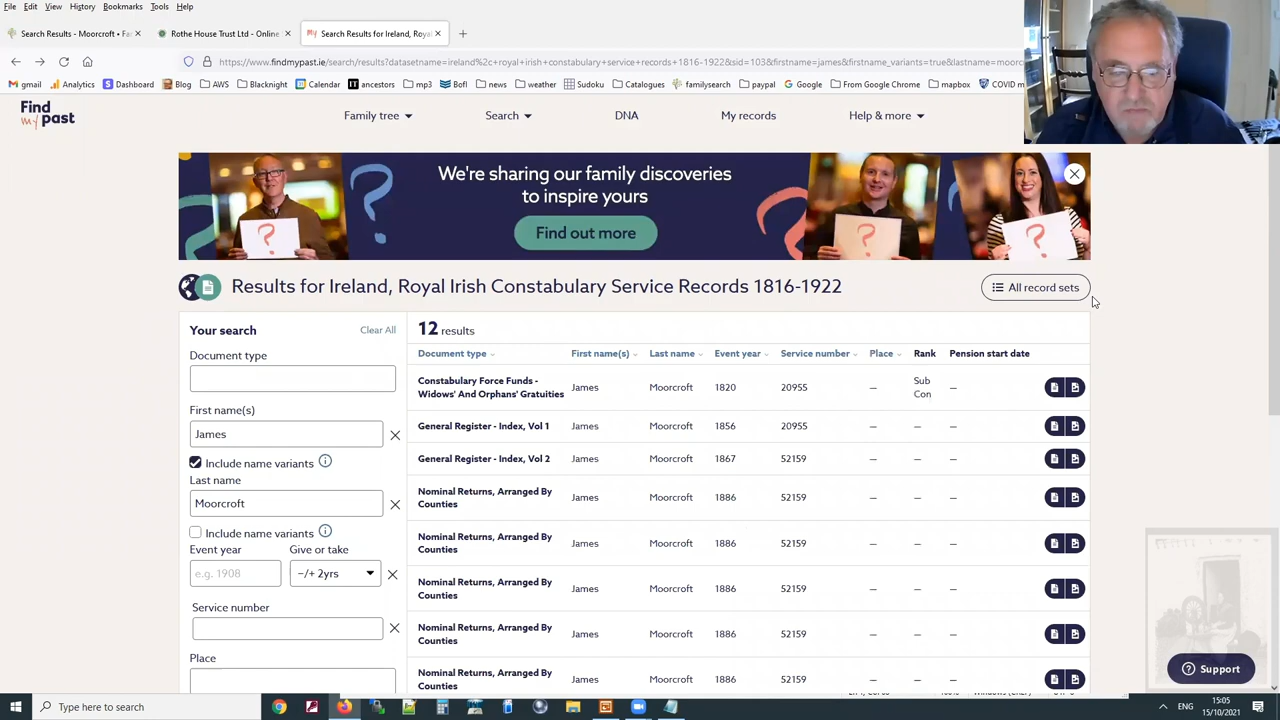 File Edit View History Bookmarks Tools Help
Search Results - Moorcroft • Fa × Rothe House Trust Ltd - Online × Search Results for Ireland, Roya × +
https://www.findmypast.ie/search/results?datasetname=ireland%2c+royal+irish+constabulary+service+records+1816-1922&sid=103&firstname=james&firstname_variants=true&lastname=moorc
gmail Analytics Dashboard Blog AWS Blacknight Calendar ancestors mp3 Bofi news weather Sudoku Catalogues familysearch paypal Google From Google Chrome mapbox COVID m
Find my past
Family tree Search DNA My records Help & more
We're sharing our family discoveries
to inspire yours
Find out more
Results for Ireland, Royal Irish Constabulary Service Records 1816-1922
All record sets
Your search Clear All
Document type
First name(s)
James
Include name variants
Last name
Moorcroft
Include name variants
Event year Give or take
e.g. 1908 −/+ 2yrs
Service number
Place
12 results
Document type First name(s) Last name Event year Service number Place Rank Pension start date
Constabulary Force Funds -
Widows' And Orphans' Gratuities James Moorcroft 1820 20955 — Sub
Con —
General Register - Index, Vol 1 James Moorcroft 1856 20955 — — —
General Register - Index, Vol 2 James Moorcroft 1867 52159 — — —
Nominal Returns, Arranged By
Counties James Moorcroft 1886 52159 — — —
Nominal Returns, Arranged By
Counties James Moorcroft 1886 52159 — — —
Nominal Returns, Arranged By
Counties James Moorcroft 1886 52159 — — —
Nominal Returns, Arranged By
Counties James Moorcroft 1886 52159 — — —
Nominal Returns, Arranged By
Counties James Moorcroft 1886 52159 — — —
Support
Type here to search
ENG
15:05
15/10/2021